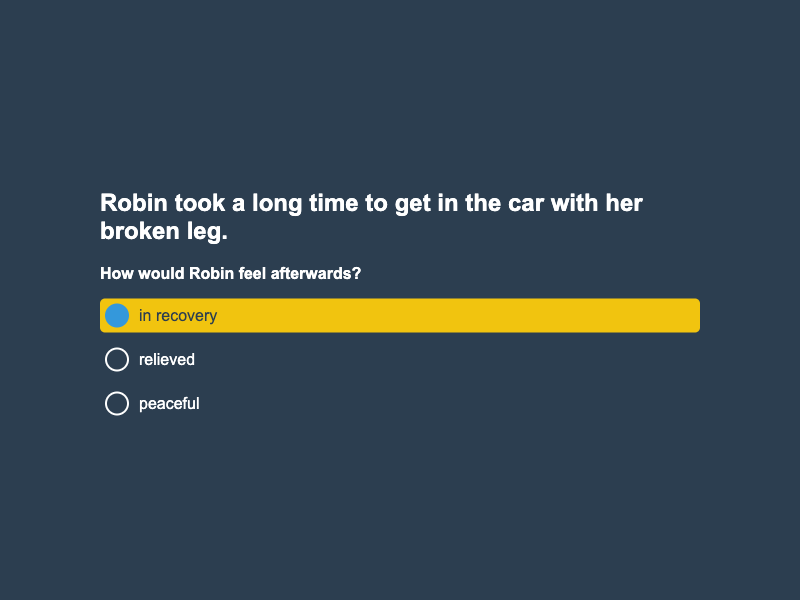 Robin took a long time to get in the car with her
broken leg.
How would Robin feel afterwards?
in recovery
relieved
peaceful